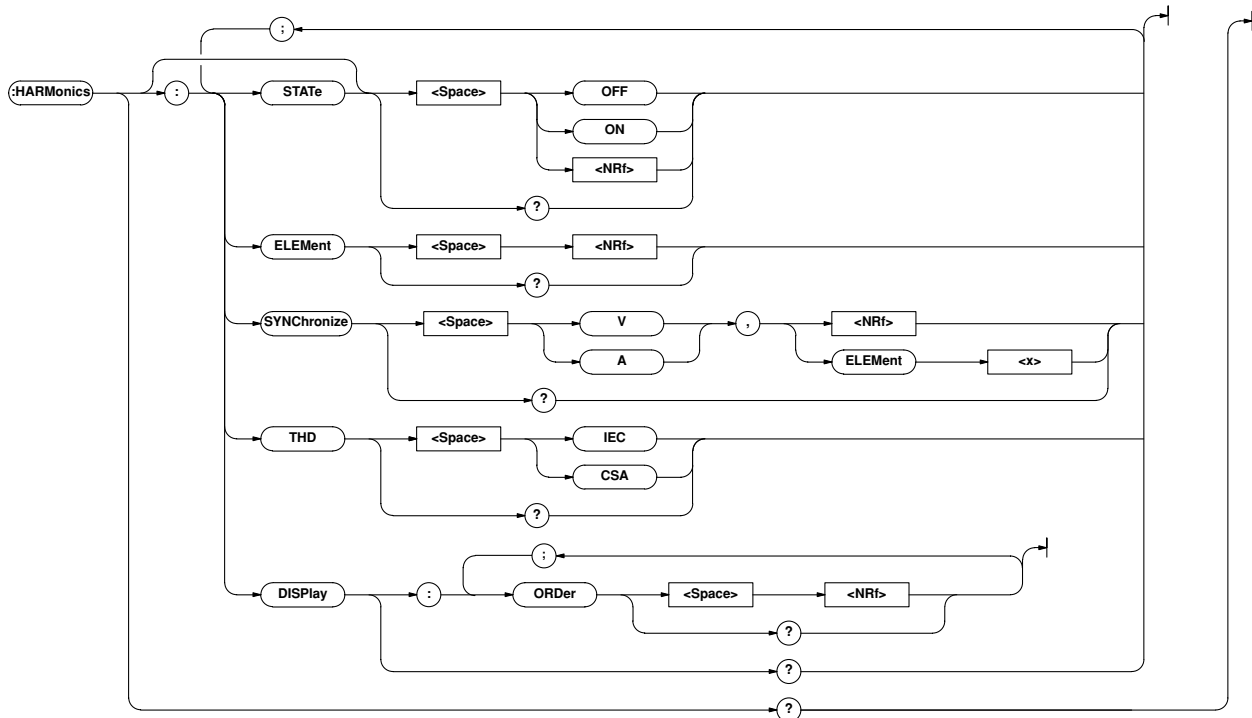 ;
:HARMonics : STATe <Space> OFF
ON
<NRf>
?
ELEMent <Space> <NRf>
?
SYNChronize <Space> V , <NRf>
A ELEMent <x>
?
THD <Space> IEC
CSA
?
;
DISPlay : ORDer <Space> <NRf>
?
?
?